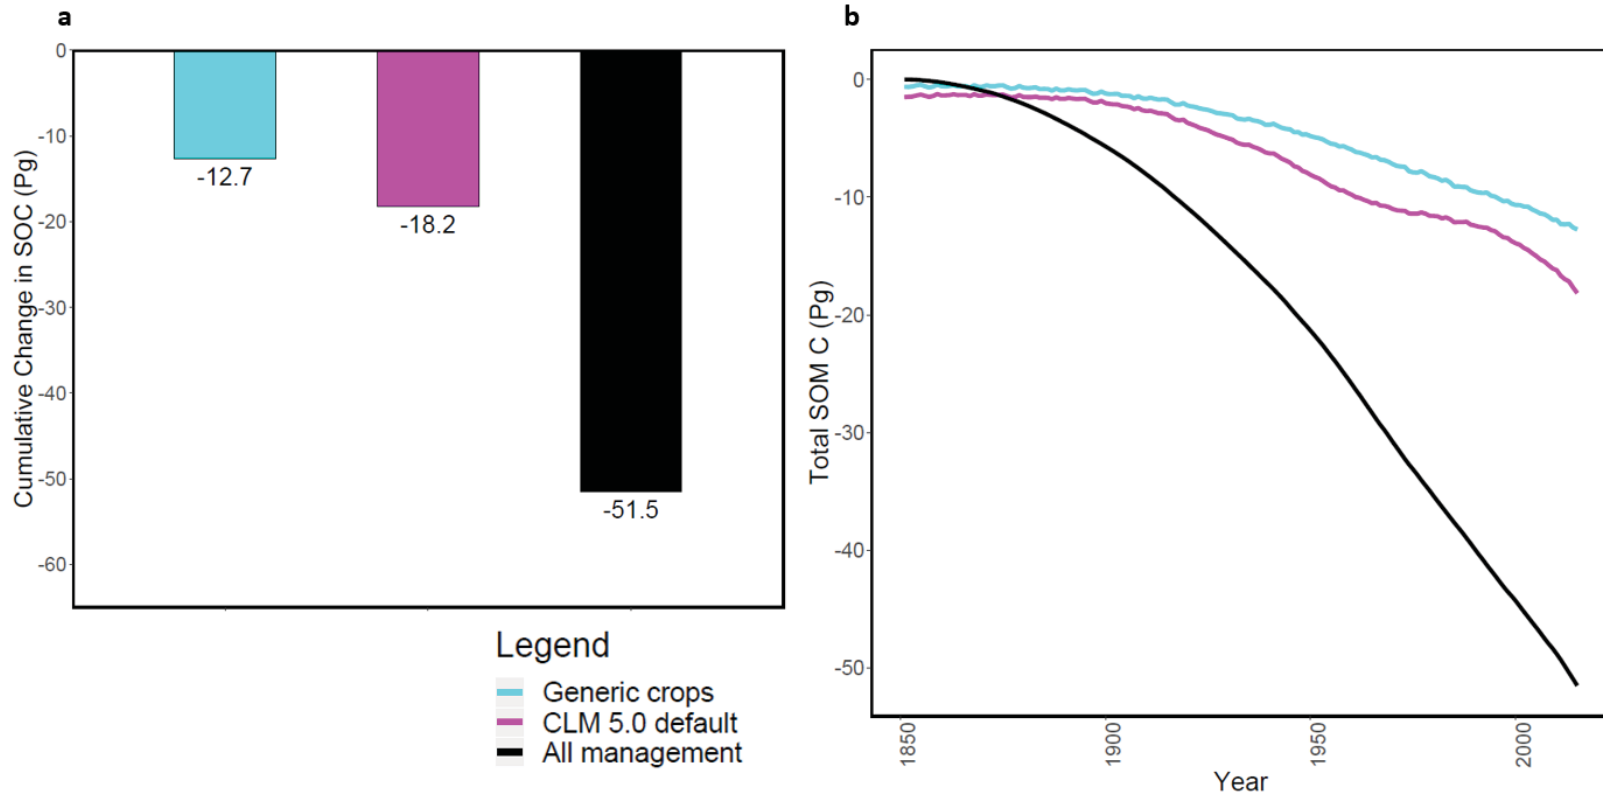 a
Cumulative Change in SOC (Pg)
0
-10
-20
-30
-40
-50
-60
-12.7
-18.2
-51.5
b
Total SOM C (Pg)
0
-10
-20
-30
-40
-50
1850
1900
1950
2000
Year
Legend
Generic crops
CLM 5.0 default
All management